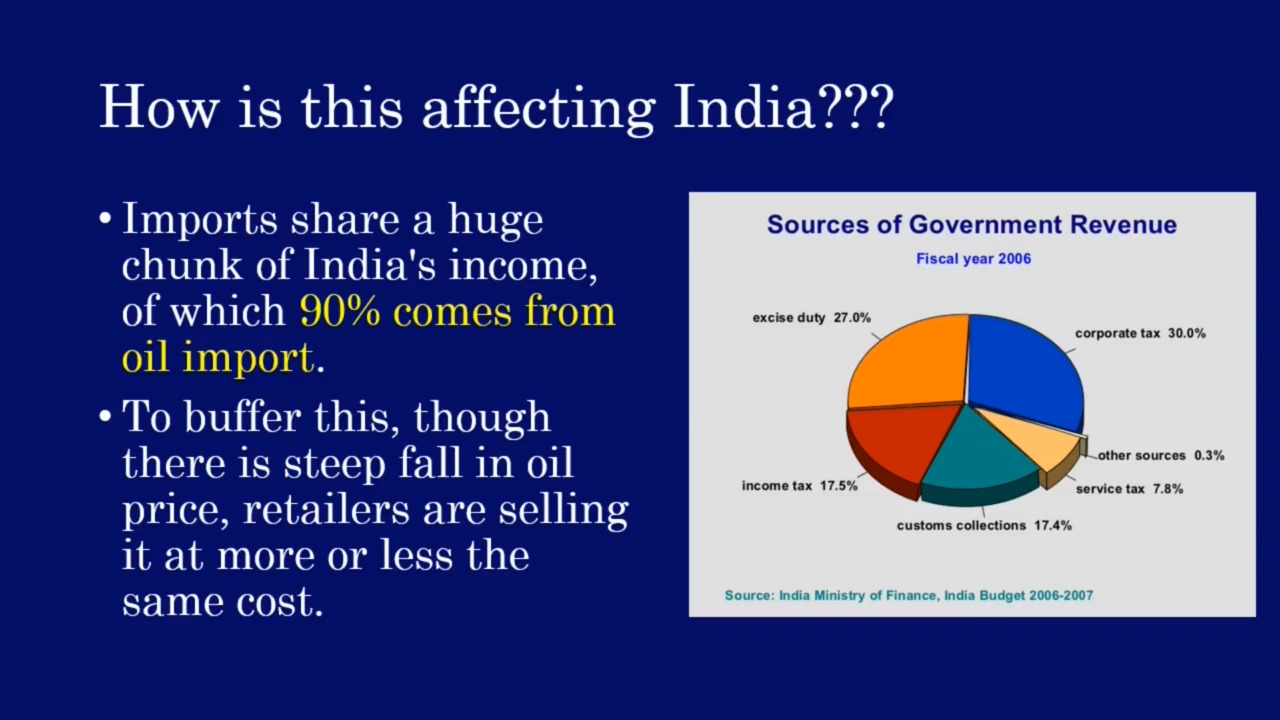 How is this affecting India???
• Imports share a huge
chunk of India's income,
of which 90% comes from
oil import.
• To buffer this, though
there is steep fall in oil
price, retailers are selling
it at more or less the
same cost.
Sources of Government Revenue
Fiscal year 2006
excise duty 27.0%
corporate tax 30.0%
other sources 0.3%
income tax 17.5%
service tax 7.8%
customs collections 17.4%
Source: India Ministry of Finance, India Budget 2006-2007